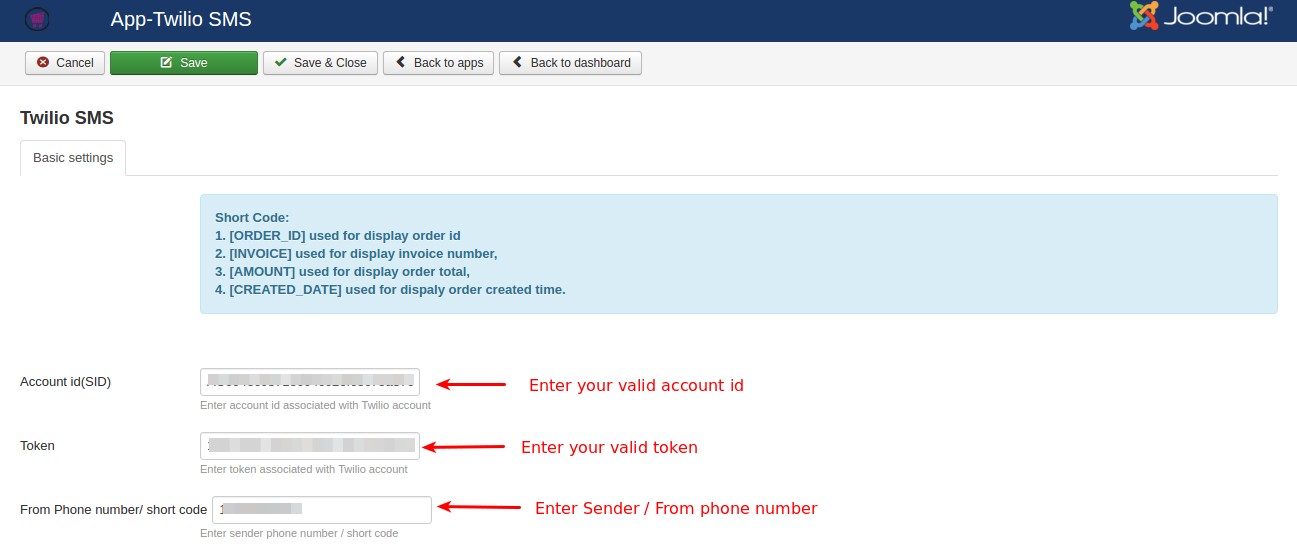 App-Twilio SMS
Joomla!®
Cancel
Save
Save & Close
Back to apps
Back to dashboard
Twilio SMS
Basic settings
Short Code:
1. [ORDER_ID] used for display order id
2. [INVOICE] used for display invoice number,
3. [AMOUNT] used for display order total,
4. [CREATED_DATE] used for dispaly order created time.
Account id(SID)
Enter your valid account id
Enter account id associated with Twilio account
Token
Enter your valid token
Enter token associated with Twilio account
From Phone number/ short code
Enter Sender / From phone number
Enter sender phone number / short code